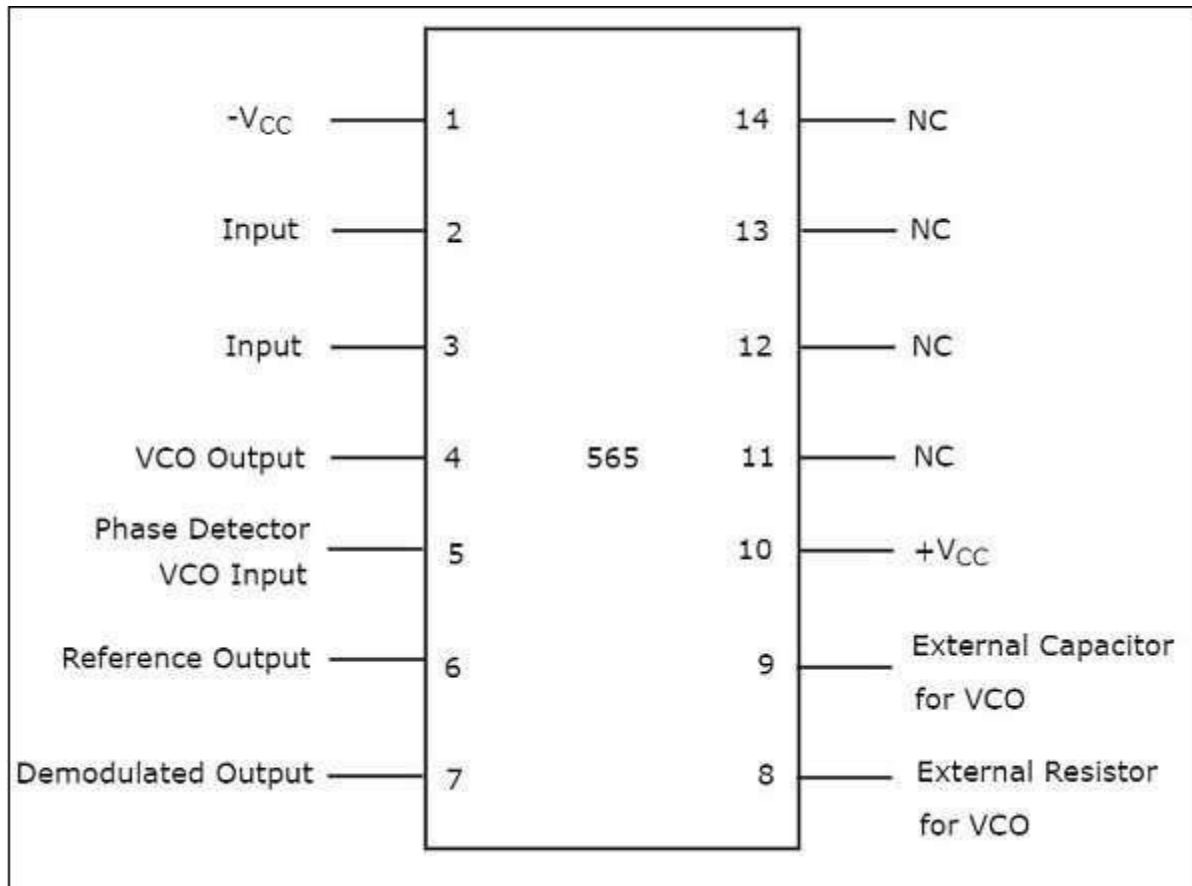 -VCC 1 14 NC
Input 2 13 NC
Input 3 12 NC
VCO Output 4 565 11 NC
Phase Detector
VCO Input 5 10 +VCC
Reference Output 6 9 External Capacitor
for VCO
Demodulated Output 7 8 External Resistor
for VCO